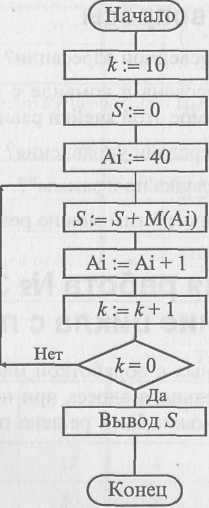 Начало
k := 10
S := 0
Ai := 40
S := S + M(Ai)
Ai := Ai + 1
k := k + 1
k = 0
Нет
Да
Вывод S
Конец